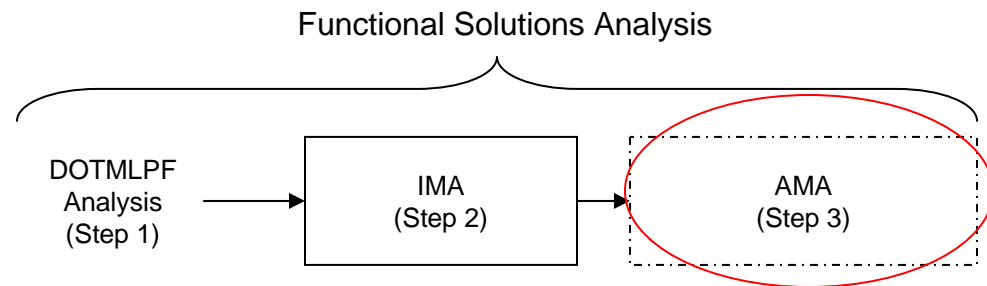 Functional Solutions Analysis
DOTMLPF
Analysis
(Step 1)
IMA
(Step 2)
AMA
(Step 3)